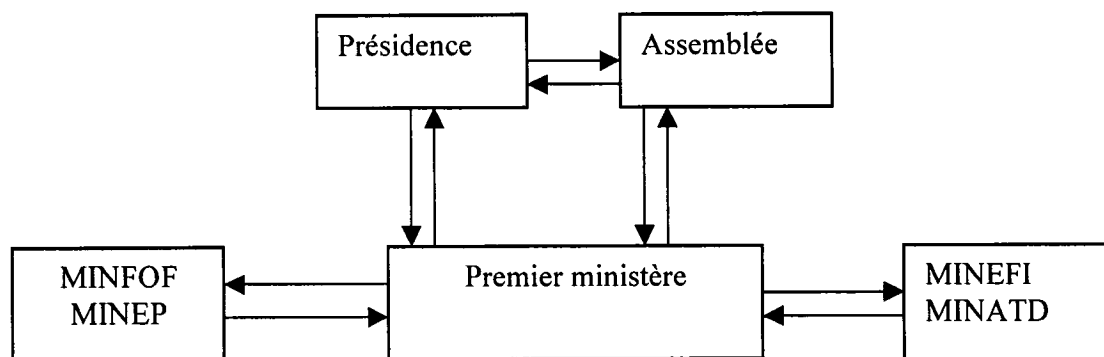 Présidence
Assemblée
MINFOF
MINEP
Premier ministère
MINEFI
MINATD